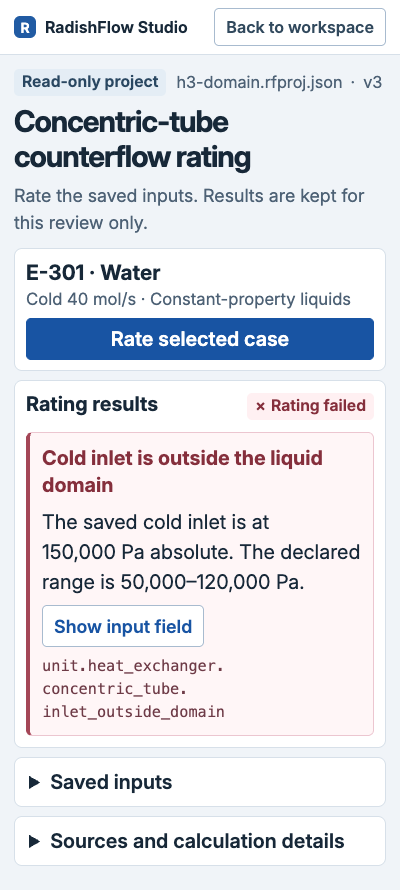 R RadishFlow Studio Back to workspace
Read-only project h3-domain.rfproj.json · v3
Concentric-tube
counterflow rating
Rate the saved inputs. Results are kept for
this review only.
E-301 · Water
Cold 40 mol/s · Constant-property liquids
Rate selected case
Rating results × Rating failed
Cold inlet is outside the liquid
domain
The saved cold inlet is at
150,000 Pa absolute. The declared
range is 50,000–120,000 Pa.
Show input field
unit.heat_exchanger.
concentric_tube.
inlet_outside_domain
Saved inputs
Sources and calculation details